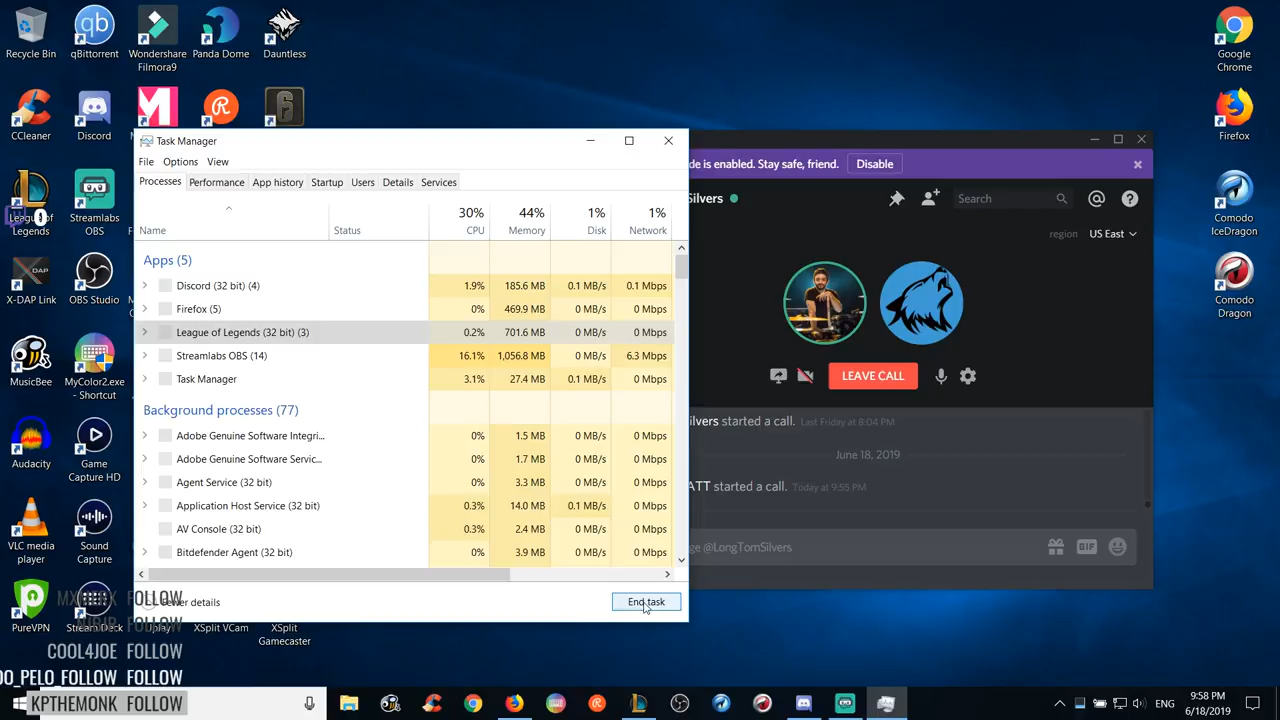 Recycle Bin
qBittorrent
Wondershare Filmora9
Panda Dome
Dauntless
Google Chrome
CCleaner
Discord
Firefox
League of Legends
Streamlabs OBS
Comodo IceDragon
X-DAP Link
OBS Studio
Comodo Dragon
MusicBee
MyColor2.exe - Shortcut
Audacity
Game Capture HD
VLC media player
Sound Capture
PureVPN
StreamDeck
Uplay
XSplit VCam
XSplit Gamecaster
Task Manager
File Options View
Processes Performance App history Startup Users Details Services
30% 44% 1% 1%
Name Status CPU Memory Disk Network
Apps (5)
Discord (32 bit) (4) 1.9% 185.6 MB 0.1 MB/s 0.1 Mbps
Firefox (5) 0% 469.9 MB 0 MB/s 0 Mbps
League of Legends (32 bit) (3) 0.2% 701.6 MB 0 MB/s 0 Mbps
Streamlabs OBS (14) 16.1% 1,056.8 MB 0 MB/s 6.3 Mbps
Task Manager 3.1% 27.4 MB 0.1 MB/s 0 Mbps
Background processes (77)
Adobe Genuine Software Integri... 0% 1.5 MB 0 MB/s 0 Mbps
Adobe Genuine Software Servic... 0% 1.7 MB 0 MB/s 0 Mbps
Agent Service (32 bit) 0% 3.3 MB 0 MB/s 0 Mbps
Application Host Service (32 bit) 0.3% 14.0 MB 0.1 MB/s 0 Mbps
AV Console (32 bit) 0.3% 2.4 MB 0 MB/s 0 Mbps
Bitdefender Agent (32 bit) 0% 3.9 MB 0 MB/s 0 Mbps
Fewer details
End task
de is enabled. Stay safe, friend. Disable
Silvers Search
region US East
LEAVE CALL
ilvers started a call. Last Friday at 8:04 PM
June 18, 2019
ATT started a call. Today at 9:55 PM
ge @LongTomSilvers
GIF
FOLLOW
FOLLOW
COOL4JOE FOLLOW
DO_PELO_FOLLOW FOLLOW
KPTHEMONK FOLLOW
ENG
9:58 PM
6/18/2019